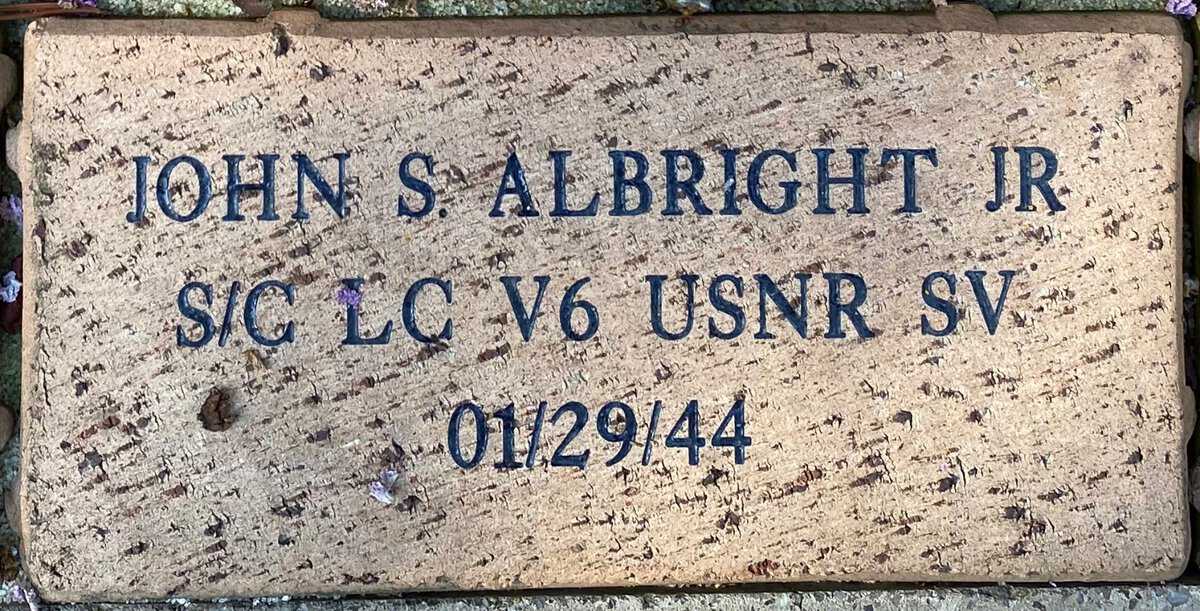 JOHN S. ALBRIGHT JR
S/C LC V6 USNR SV
01/29/44